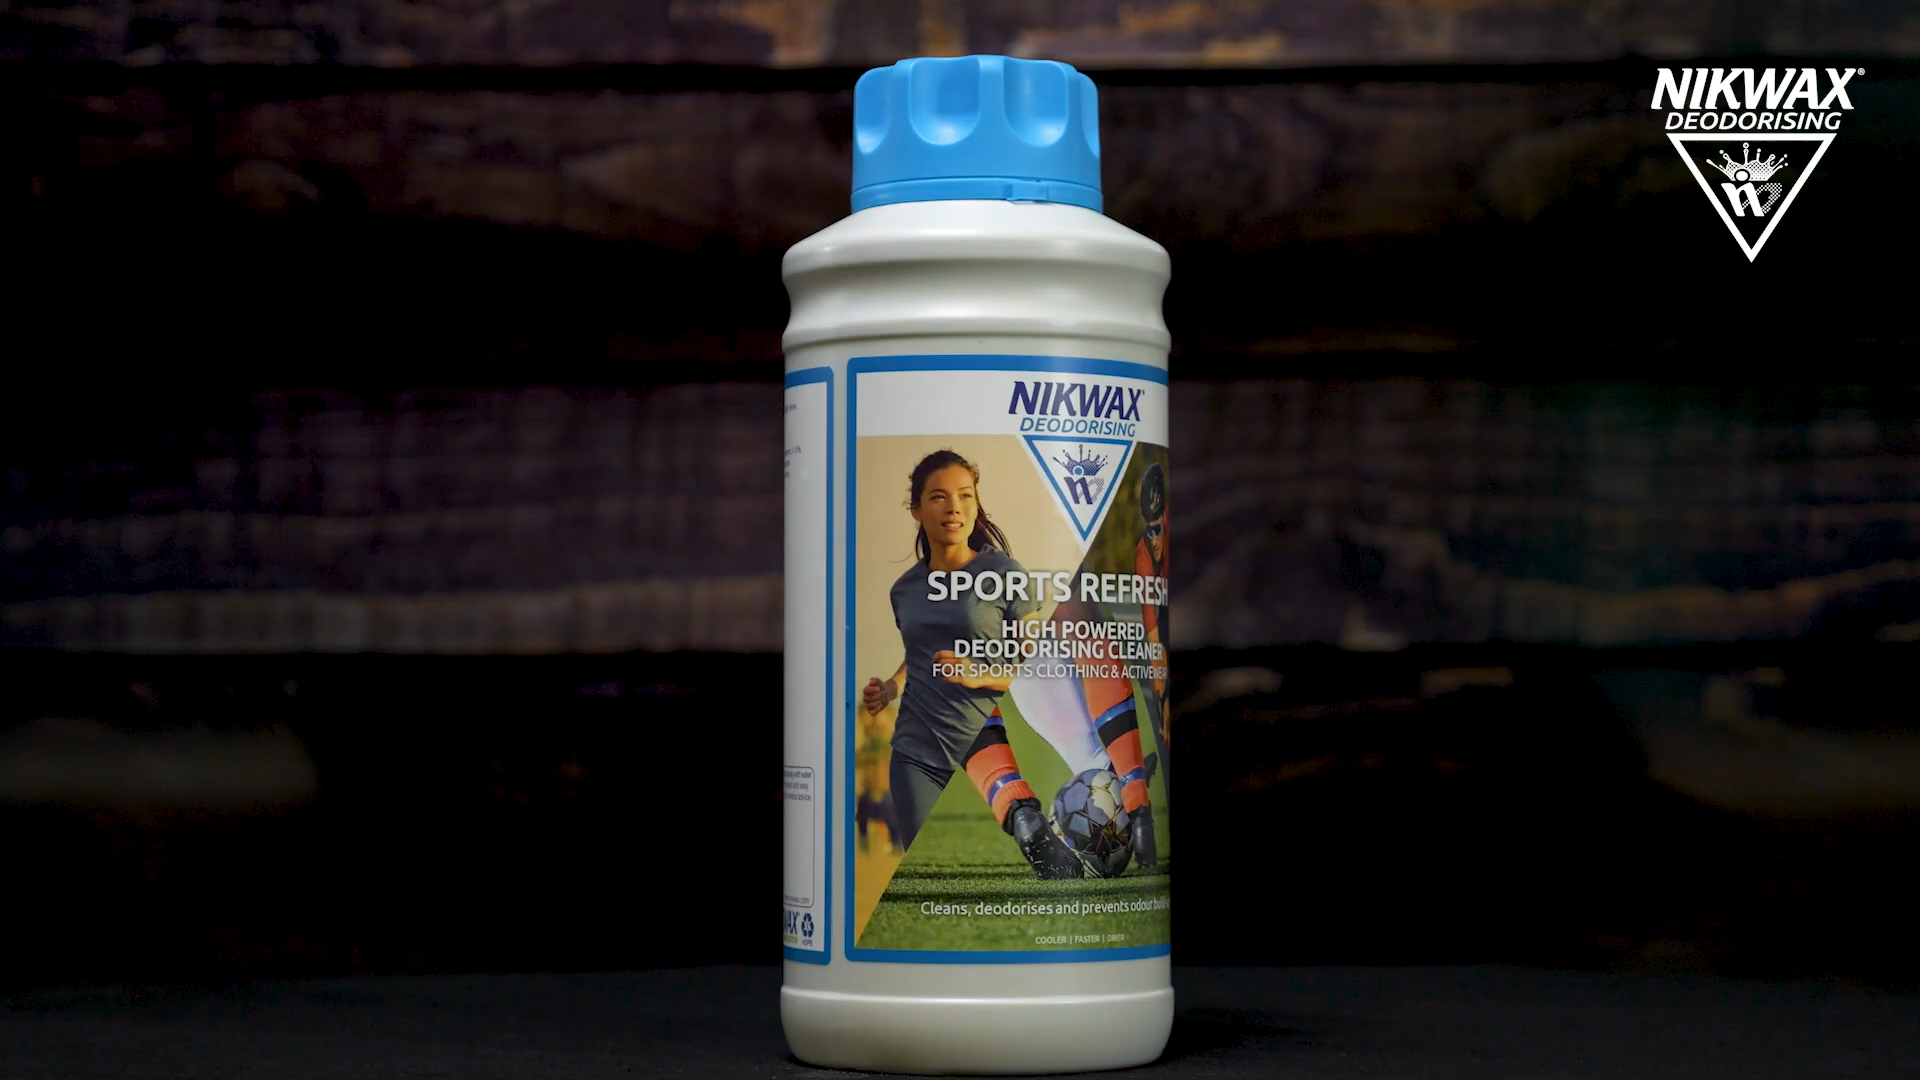 NIKWAX®
DEODORISING
NIKWAX
DEODORISING
SPORTS REFRESH
HIGH POWERED
DEODORISING CLEANER
FOR SPORTS CLOTHING & ACTIVEWEAR
Cleans, deodorises and prevents odour
COOLER | FASTER | DRIER
HDPE